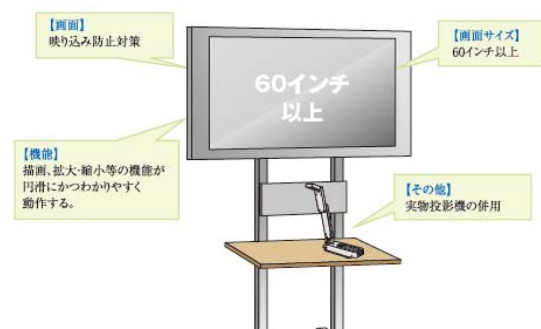 【画面】
映り込み防止対策
【画面サイズ】
60インチ以上
60インチ
以上
【機能】
描画、拡大・縮小等の機能が
円滑にかつわかりやすく
動作する。
【その他】
実物投影機の併用